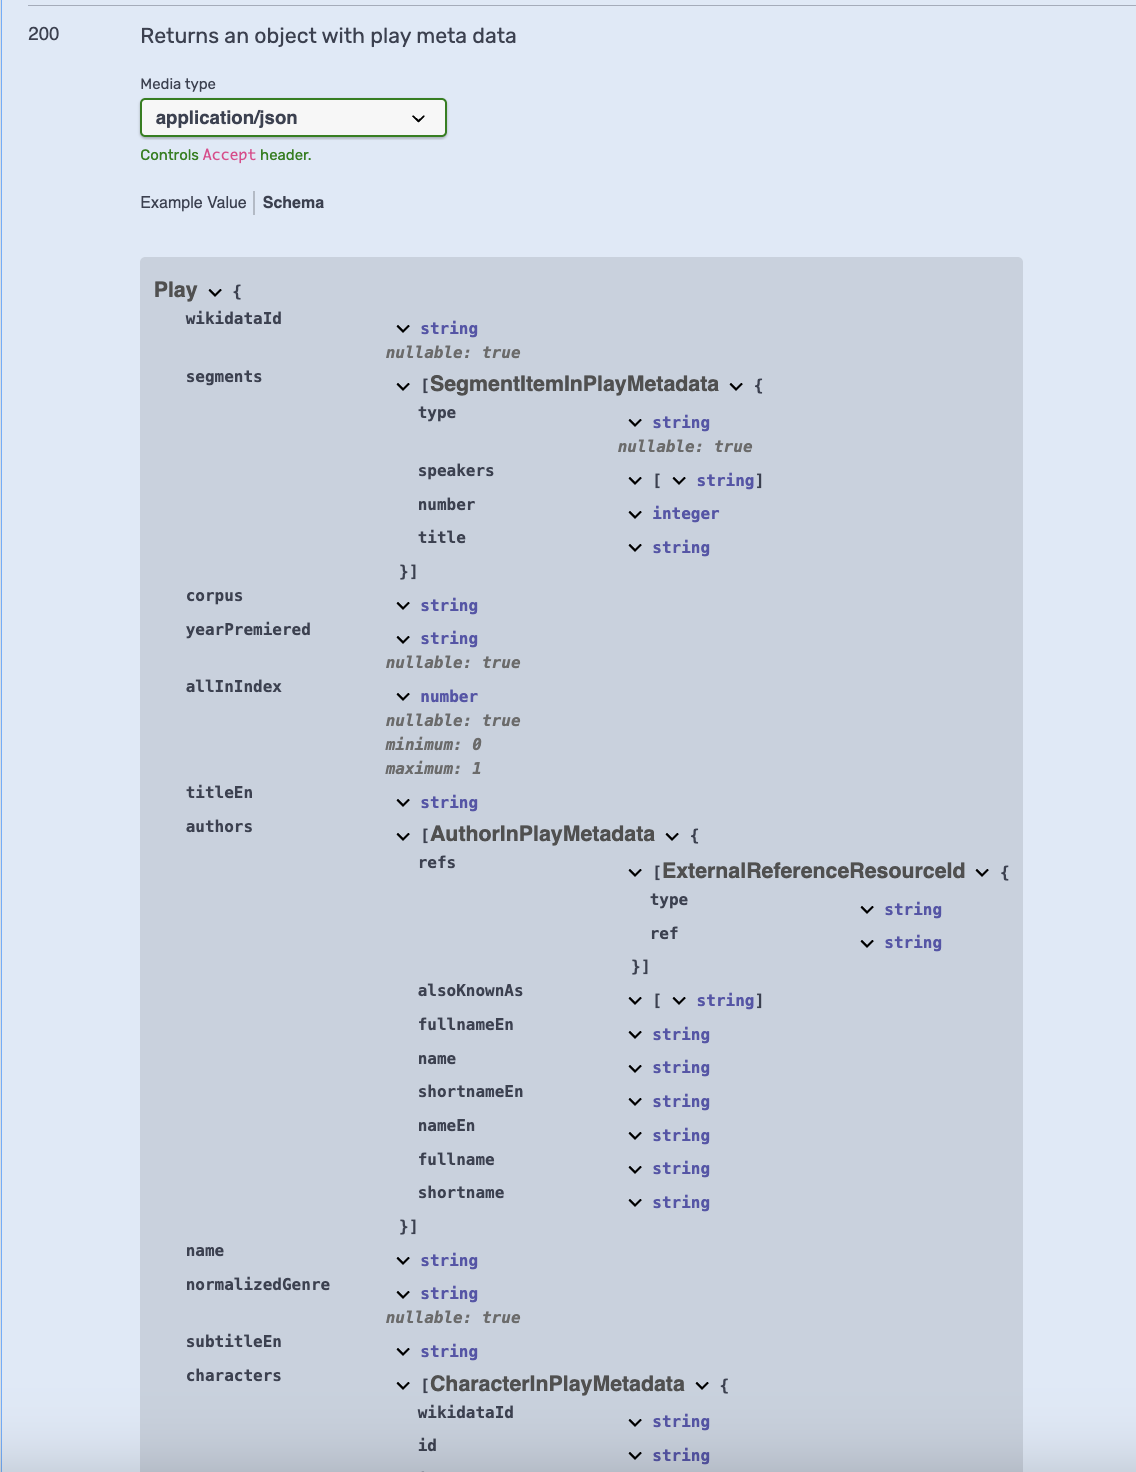 200 Returns an object with play meta data
Media type
application/json
Controls Accept header.
Example Value Schema
Play {
wikidataId string
nullable: true
segments [SegmentItemInPlayMetadata {
type string
nullable: true
speakers [ string]
number integer
title string
}]
corpus string
yearPremiered string
nullable: true
allInIndex number
nullable: true
minimum: 0
maximum: 1
titleEn string
authors [AuthorInPlayMetadata {
refs [ExternalReferenceResourceId {
type string
ref string
}]
alsoKnownAs [ string]
fullnameEn string
name string
shortnameEn string
nameEn string
fullname string
shortname string
}]
name string
normalizedGenre string
nullable: true
subtitleEn string
characters [CharacterInPlayMetadata {
wikidataId string
id string